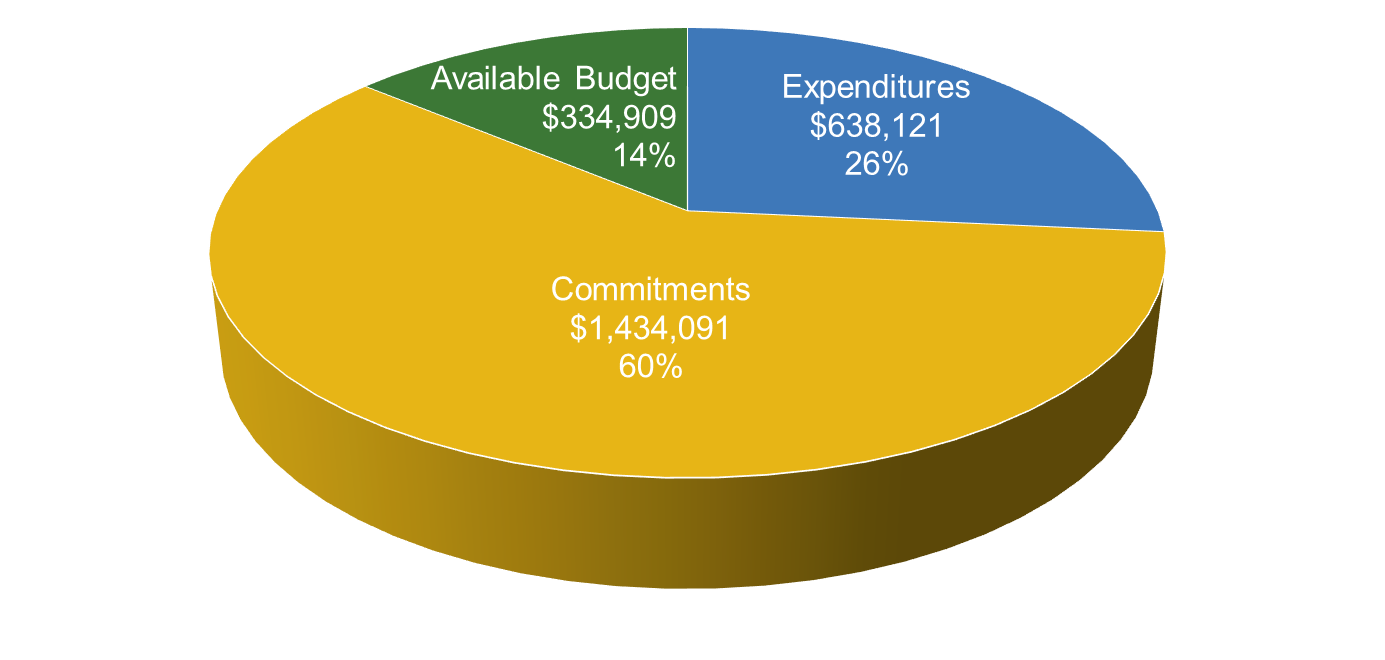 Available Budget
$334,909
14%
Expenditures
$638,121
26%
Commitments
$1,434,091
60%